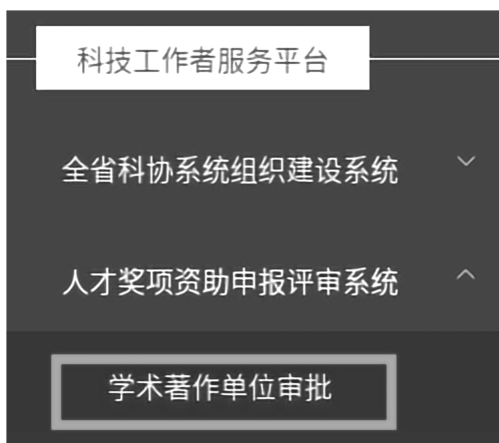 科技工作者服务平台
全省科协系统组织建设系统
人才奖项资助申报评审系统
学术著作单位审批